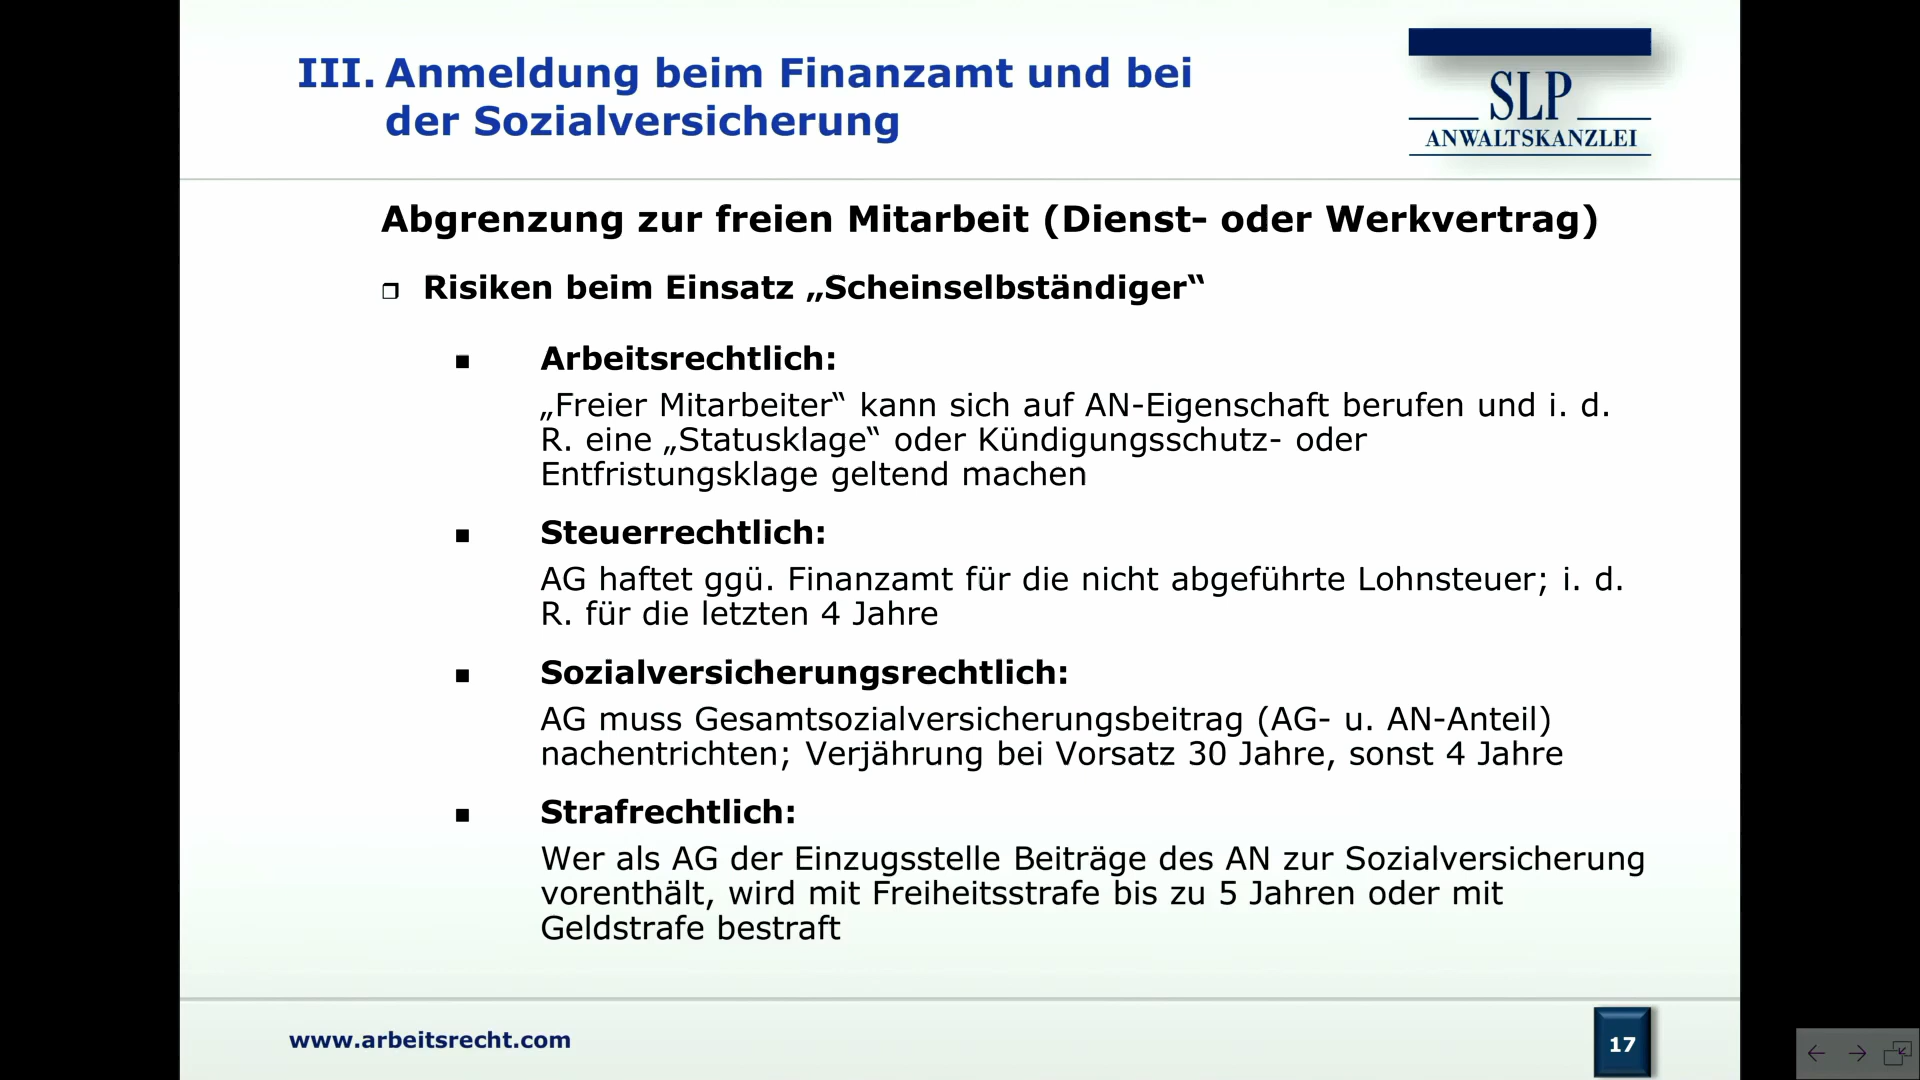 III. Anmeldung beim Finanzamt und bei
der Sozialversicherung
SLP
ANWALTSKANZLEI
Abgrenzung zur freien Mitarbeit (Dienst- oder Werkvertrag)
Risiken beim Einsatz „Scheinselbständiger“
Arbeitsrechtlich:
„Freier Mitarbeiter“ kann sich auf AN-Eigenschaft berufen und i. d.
R. eine „Statusklage“ oder Kündigungsschutz- oder
Entfristungsklage geltend machen
Steuerrechtlich:
AG haftet ggü. Finanzamt für die nicht abgeführte Lohnsteuer; i. d.
R. für die letzten 4 Jahre
Sozialversicherungsrechtlich:
AG muss Gesamtsozialversicherungsbeitrag (AG- u. AN-Anteil)
nachentrichten; Verjährung bei Vorsatz 30 Jahre, sonst 4 Jahre
Strafrechtlich:
Wer als AG der Einzugsstelle Beiträge des AN zur Sozialversicherung
vorenthält, wird mit Freiheitsstrafe bis zu 5 Jahren oder mit
Geldstrafe bestraft
www.arbeitsrecht.com
17